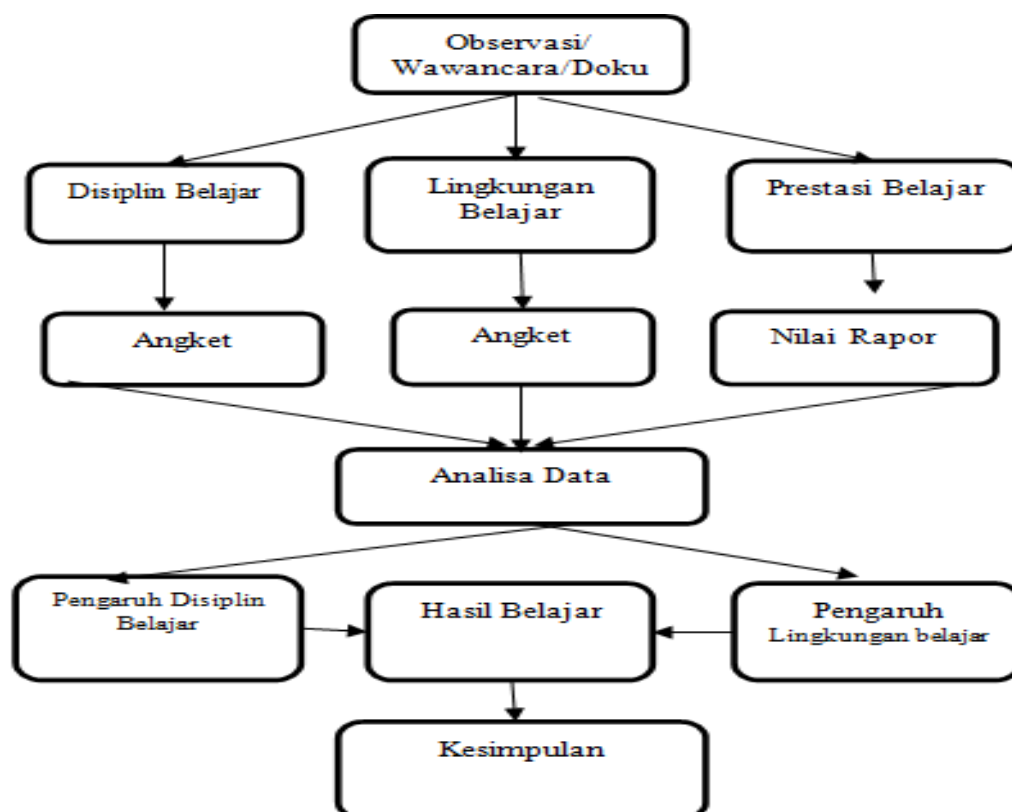 Observasi/
Wawancara/Doku
Disiplin Belajar
Lingkungan
Belajar
Prestasi Belajar
Angket
Angket
Nilai Rapor
Analisa Data
Pengaruh Disiplin
Belajar
Hasil Belajar
Pengaruh
Lingkungan belajar
Kesimpulan